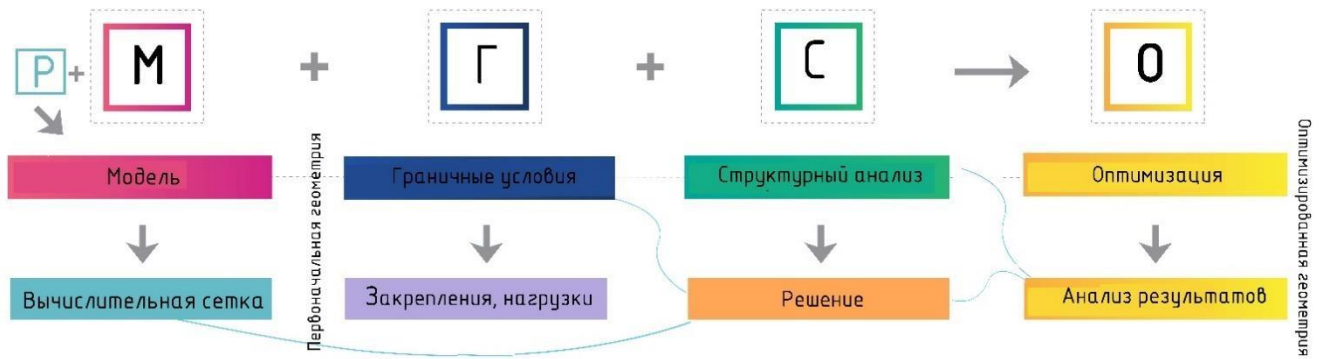 Р
+
М
+
Г
+
С
О
Модель
Первоначальная геометрия
Граничные условия
Структурный анализ
Оптимизация
Оптимизированная геометрия
Вычислительная сетка
Закрепления, нагрузки
Решение
Анализ результатов